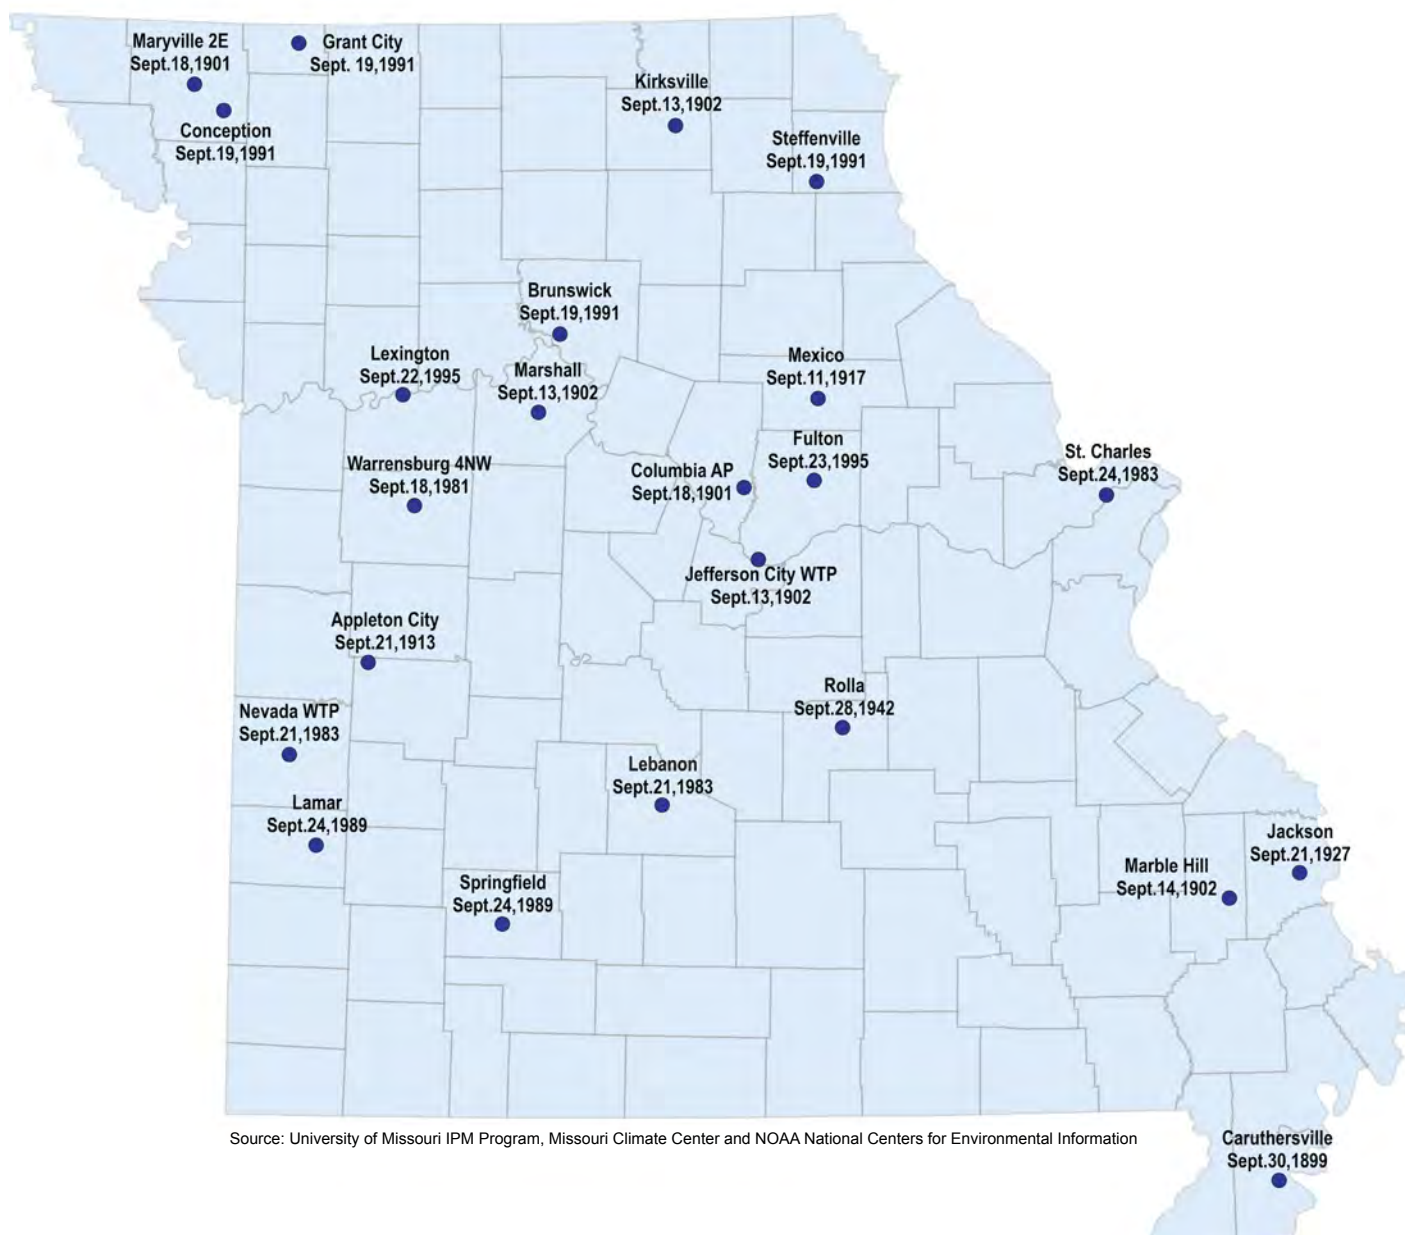 Maryville 2E
Sept.18,1901
Grant City
Sept. 19,1991
Conception
Sept.19,1991
Kirksville
Sept.13,1902
Steffenville
Sept.19,1991
Brunswick
Sept.19,1991
Lexington
Sept.22,1995
Marshall
Sept.13,1902
Mexico
Sept.11,1917
Fulton
Sept.23,1995
Columbia AP
Sept.18,1901
St. Charles
Sept.24,1983
Warrensburg 4NW
Sept.18,1981
Jefferson City WTP
Sept.13,1902
Appleton City
Sept.21,1913
Rolla
Sept.28,1942
Nevada WTP
Sept.21,1983
Lebanon
Sept.21,1983
Lamar
Sept.24,1989
Jackson
Sept.21,1927
Marble Hill
Sept.14,1902
Springfield
Sept.24,1989
Source: University of Missouri IPM Program, Missouri Climate Center and NOAA National Centers for Environmental Information
Caruthersville
Sept.30,1899